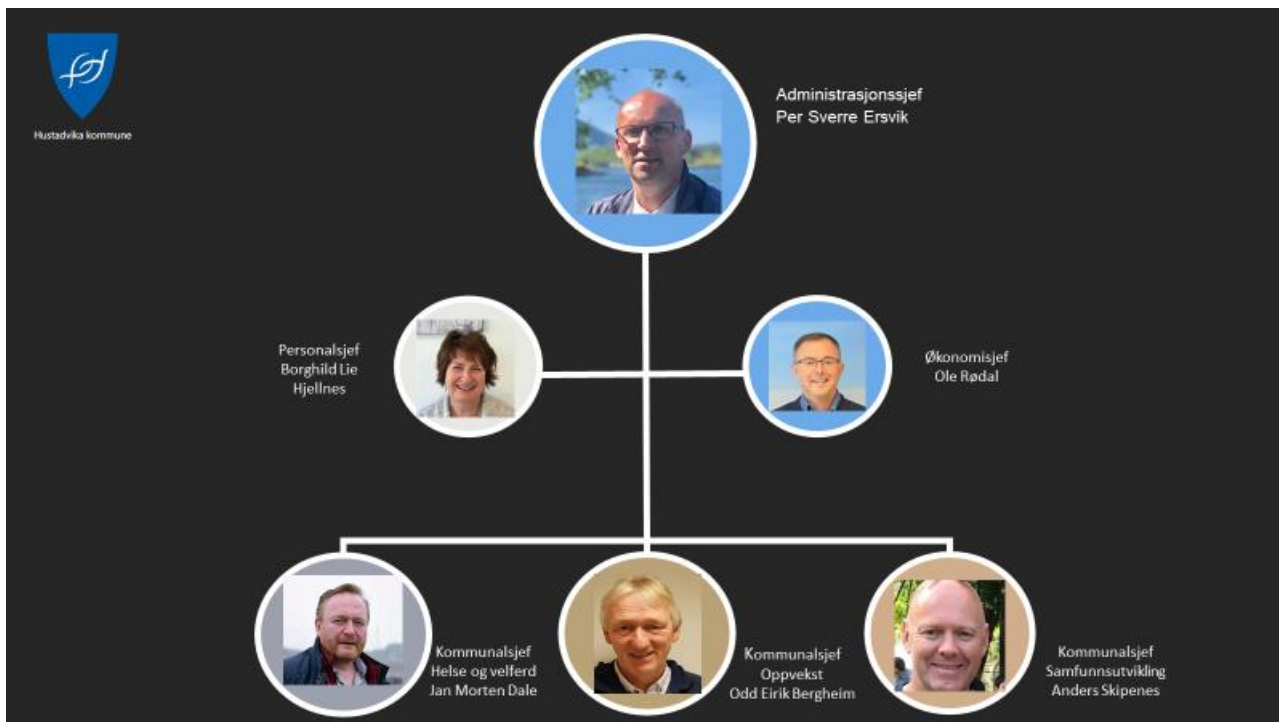 Hustadvika kommune
Administrasjonssjef
Per Sverre Ersvik
Personalsjef
Borghild Lie
Hjellnes
Økonomisjef
Ole Rødal
Kommunalsjef
Helse og velferd
Jan Morten Dale
Kommunalsjef
Oppvekst
Odd Eirik Bergheim
Kommunalsjef
Samfunnsutvikling
Anders Skipenes